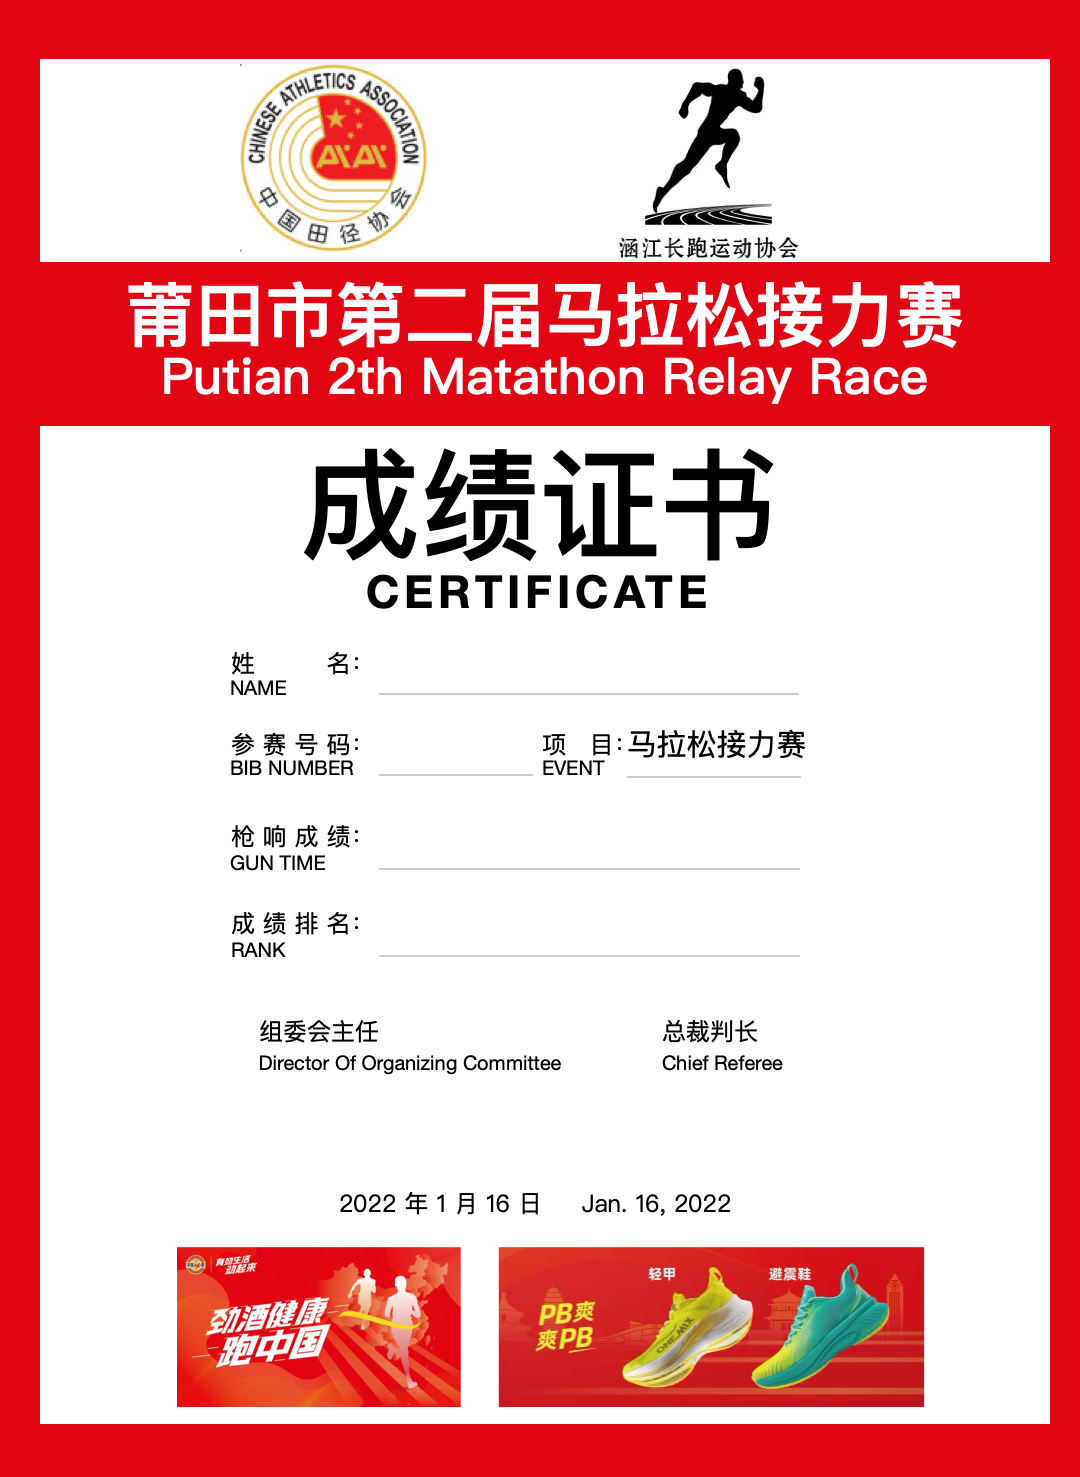 CHINESE ATHLETICS ASSOCIATION
中国田径协会
涵江长跑运动协会
莆田市第二届马拉松接力赛
Putian 2th Matathon Relay Race
成绩证书
CERTIFICATE
姓 名：
NAME
参赛号码： 项 目：马拉松接力赛
BIB NUMBER EVENT
枪响成绩：
GUN TIME
成绩排名：
RANK
组委会主任 总裁判长
Director Of Organizing Committee Chief Referee
2022 年 1 月 16 日 Jan. 16, 2022
有劲生活
动起来
劲酒健康
跑中国
轻甲 避震鞋
PB爽
爽PB
ONEMIX